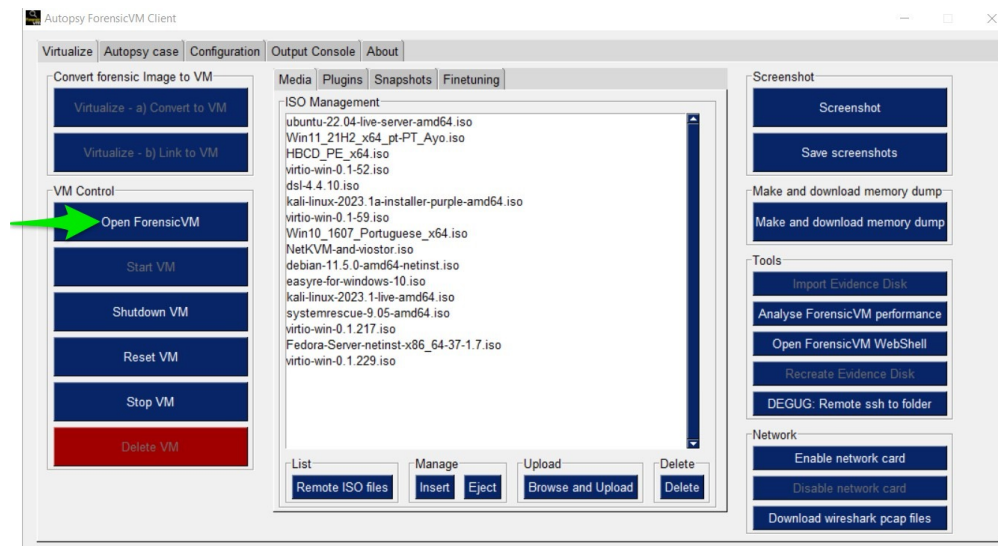 Autopsy ForensicVM Client
Virtualize
Autopsy case
Configuration
Output Console
About
Convert forensic Image to VM
Virtualize - a) Convert to VM
Virtualize - b) Link to VM
VM Control
Open ForensicVM
Start VM
Shutdown VM
Reset VM
Stop VM
Delete VM
Media
Plugins
Snapshots
Finetuning
ISO Management
ubuntu-22.04-live-server-amd64.iso
Win11_21H2_x64_pt-PT_Ayo.iso
HBCD_PE_x64.iso
virtio-win-0.1-52.iso
dsl-4.4.10.iso
kali-linux-2023.1a-installer-purple-amd64.iso
virtio-win-0.1-59.iso
Win10_1607_Portuguese_x64.iso
NetKVM-and-viostor.iso
debian-11.5.0-amd64-netinst.iso
easyre-for-windows-10.iso
kali-linux-2023.1-live-amd64.iso
systemrescue-9.05-amd64.iso
virtio-win-0.1.217.iso
Fedora-Server-netinst-x86_64-37-1.7.iso
virtio-win-0.1.229.iso
List
Remote ISO files
Manage
Insert
Eject
Upload
Browse and Upload
Delete
Delete
Screenshot
Screenshot
Save screenshots
Make and download memory dump
Make and download memory dump
Tools
Import Evidence Disk
Analyse ForensicVM performance
Open ForensicVM WebShell
Recreate Evidence Disk
DEGUG: Remote ssh to folder
Network
Enable network card
Disable network card
Download wireshark pcap files